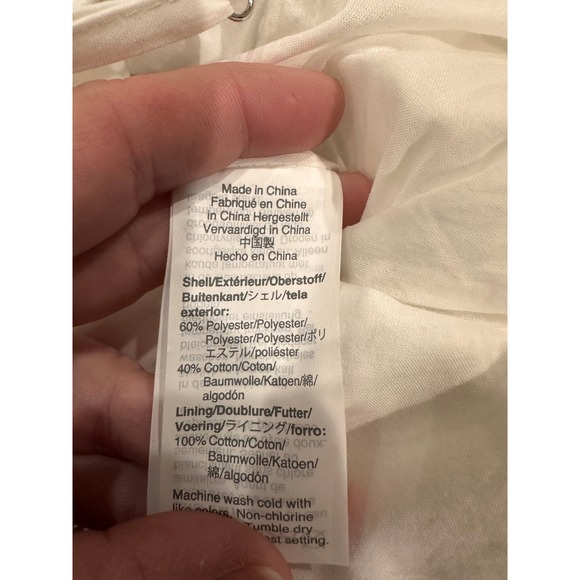 Made in China
Fabriqué en Chine
in China Hergestellt
Vervaardigd in China
中国製
Hecho en China
Shell/Extérieur/Oberstoff/
Buitenkant/シェル/tela
exterior:
60% Polyester/Polyester/
Polyester/Polyester/ポリ
エステル/poliéster
40% Cotton/Coton/
Baumwolle/Katoen/綿/
algodón
Lining/Doublure/Futter/
Voering/ライニング/forro:
100% Cotton/Coton/
Baumwolle/Katoen/
綿/algodón
Machine wash cold with
like colors. Non-chlorine
Tumble dry
setting.